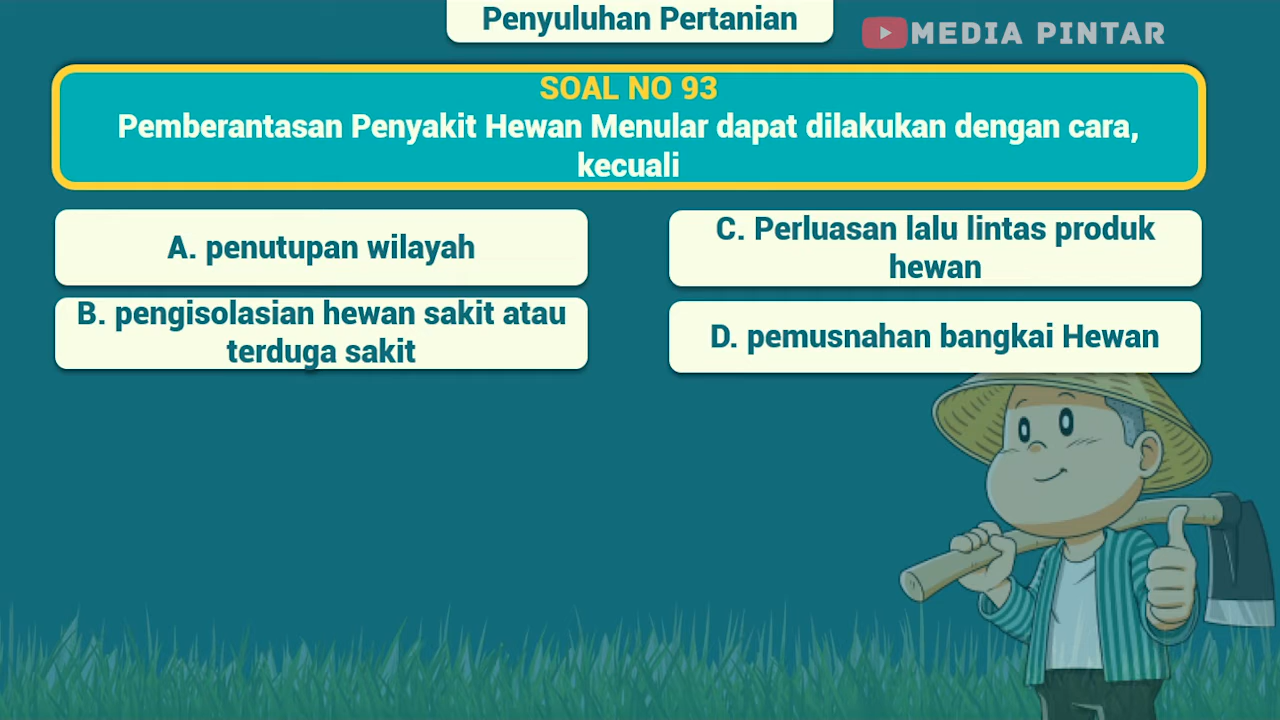 Penyuluhan Pertanian
MEDIA PINTAR
SOAL NO 93
Pemberantasan Penyakit Hewan Menular dapat dilakukan dengan cara,
kecuali
A. penutupan wilayah
B. pengisolasian hewan sakit atau
terduga sakit
C. Perluasan lalu lintas produk
hewan
D. pemusnahan bangkai Hewan